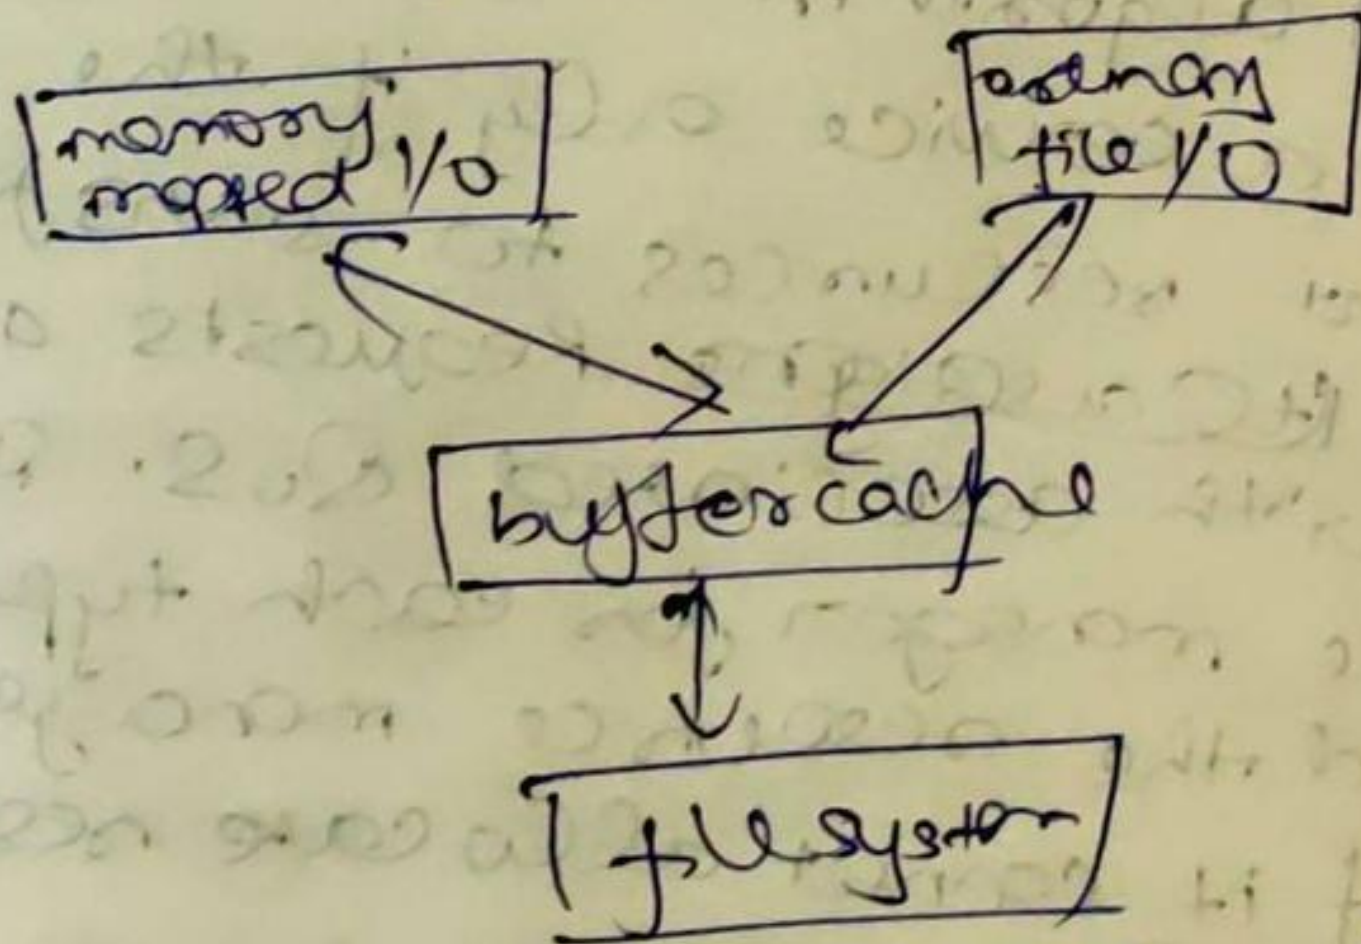 memory
mapped I/O
ordinary
file I/O
buffer cache
file system